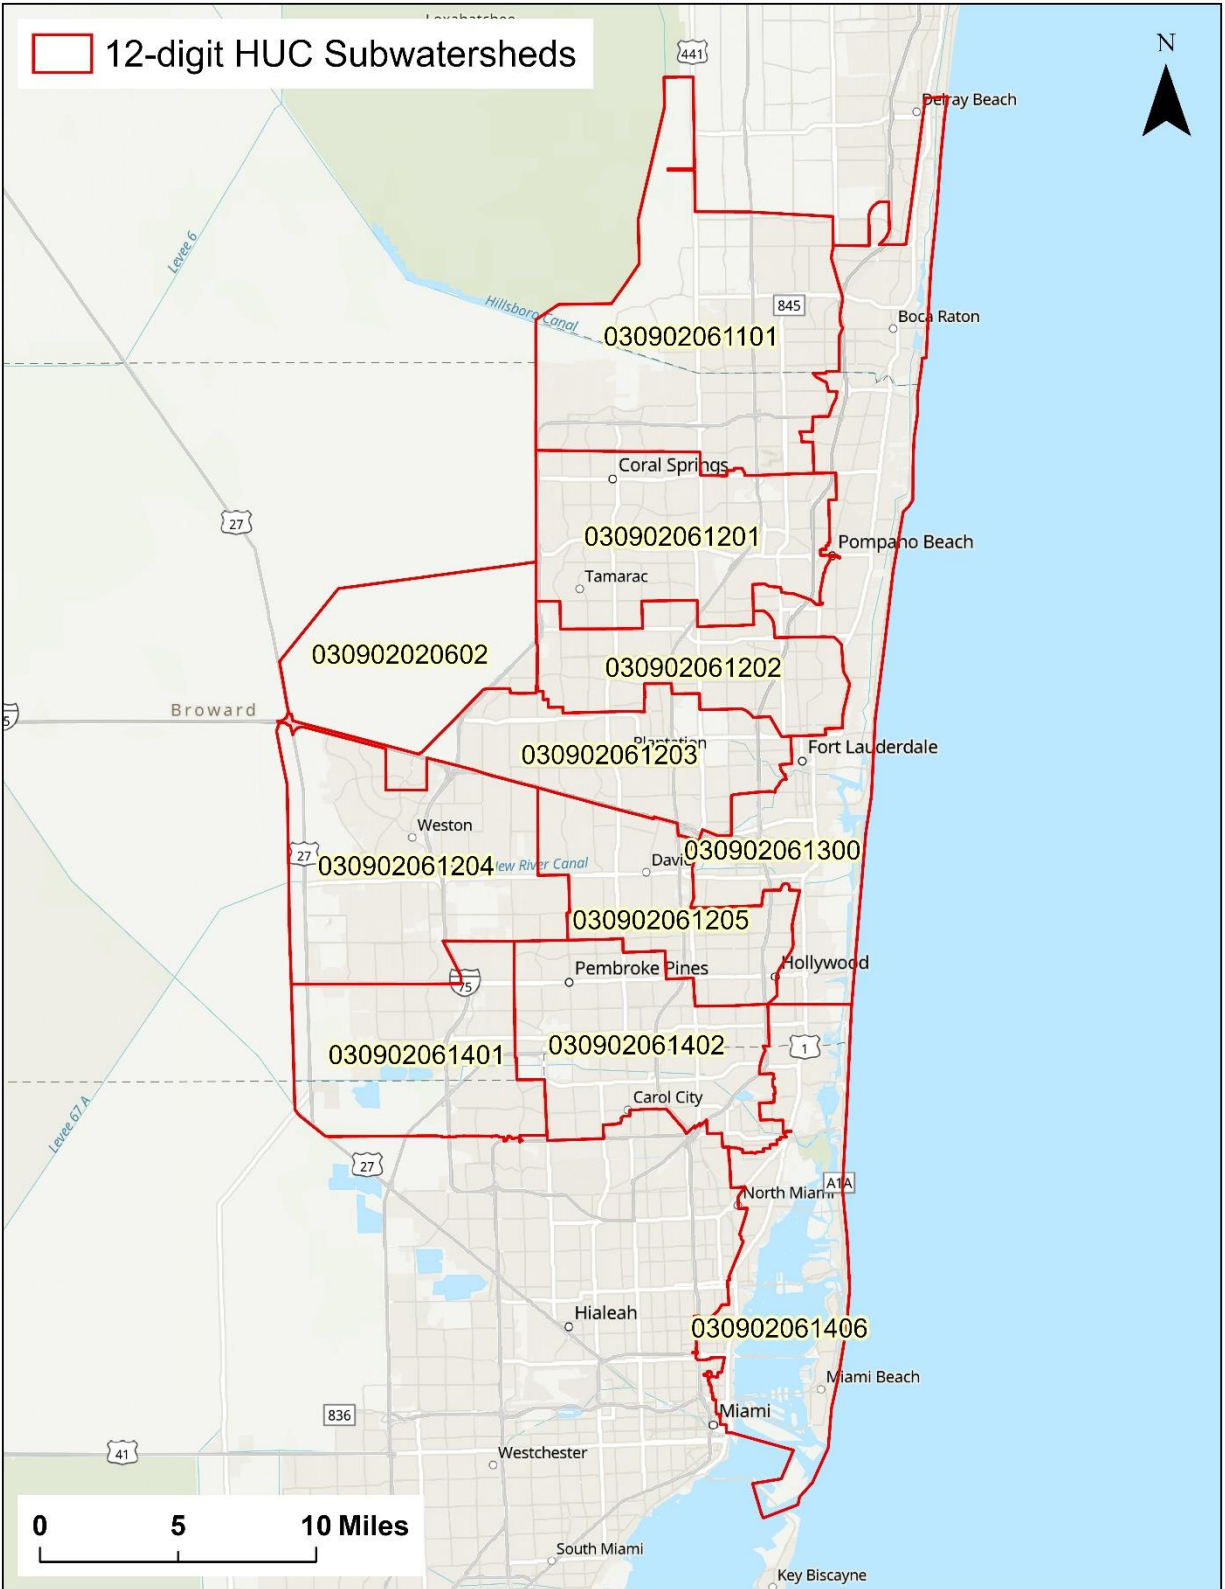 Loxahatchee
12-digit HUC Subwatersheds
441
N
Delray Beach
Levee 6
Hillsboro Canal
845
Boca Raton
030902061101
Coral Springs
27
030902061201
Pompano Beach
Tamarac
030902020602
030902061202
Broward
Plantation
030902061203
Fort Lauderdale
Weston
27
030902061204
New River Canal
Davie
030902061300
030902061205
Pembroke Pines
Hollywood
75
030902061401
030902061402
1
Carol City
Levee 67 A
27
A1A
North Miami
Hialeah
030902061406
Miami Beach
836
Miami
41
Westchester
0 5 10 Miles
South Miami
Key Biscayne